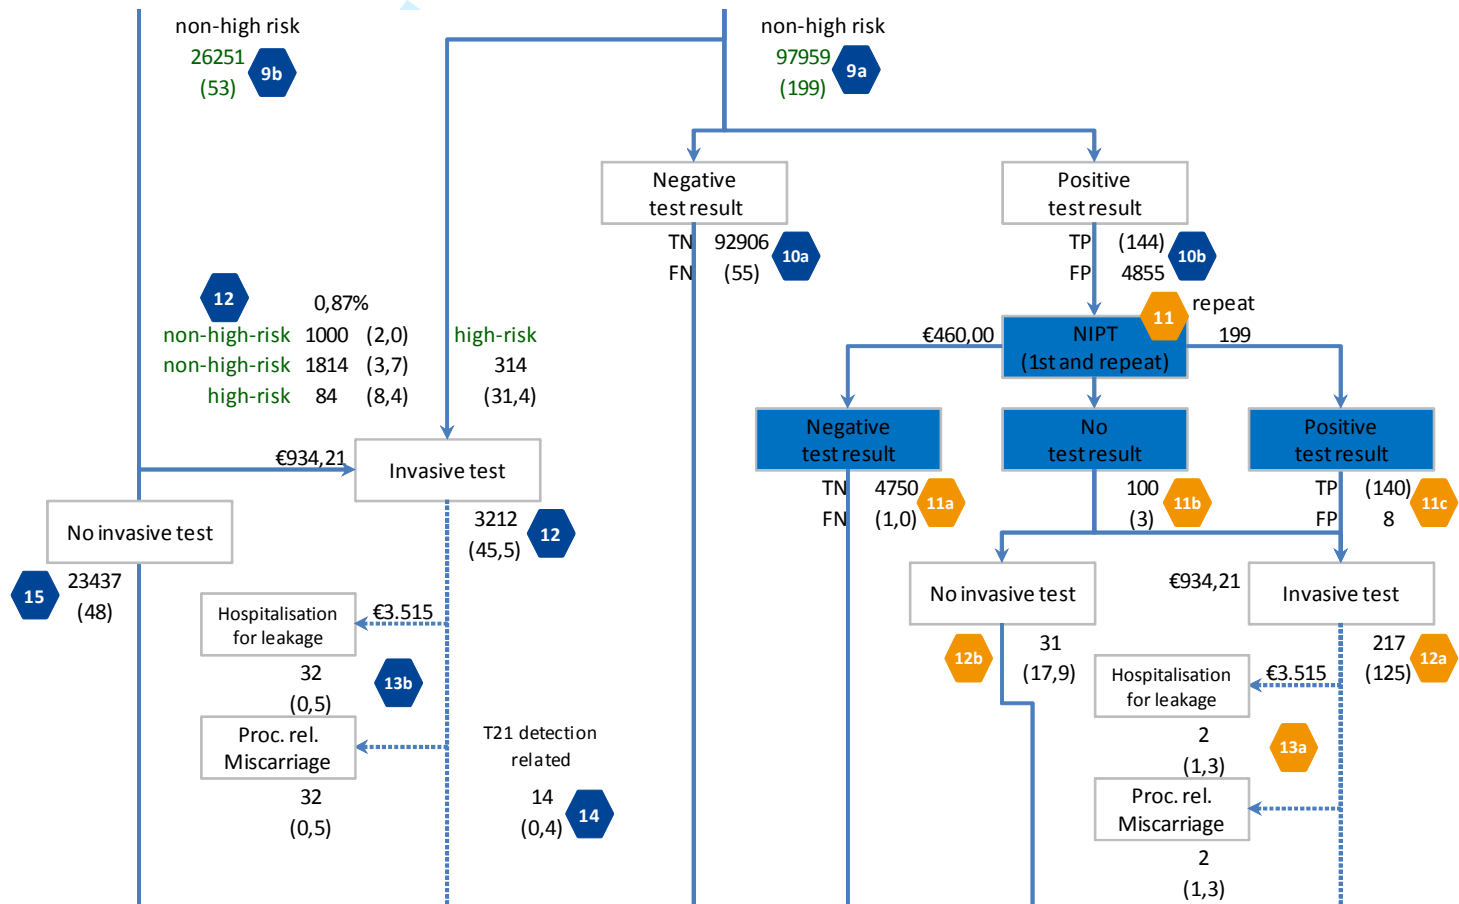 non-high risk
26251
(53)
9b
non-high risk
97959
(199)
9a
Negative
test result
TN 92906
FN (55)
10a
Positive
test result
TP (144)
FP 4855
10b
12
0,87%
non-high-risk 1000 (2,0)
non-high-risk 1814 (3,7)
high-risk 84 (8,4)
high-risk
314
(31,4)
€460,00
NIPT
(1st and repeat)
11
repeat
199
Negative
test result
TN 4750
FN (1,0)
11a
No
test result
100
(3)
11b
Positive
test result
TP (140)
FP 8
11c
€934,21
Invasive test
3212
(45,5)
12
No invasive test
15
23437
(48)
Hospitalisation
for leakage
€3.515
32
(0,5)
13b
Proc. rel.
Miscarriage
32
(0,5)
T21 detection
related
14
(0,4)
14
No invasive test
12b
31
(17,9)
€934,21
Invasive test
217
(125)
12a
Hospitalisation
for leakage
€3.515
2
(1,3)
13a
Proc. rel.
Miscarriage
2
(1,3)